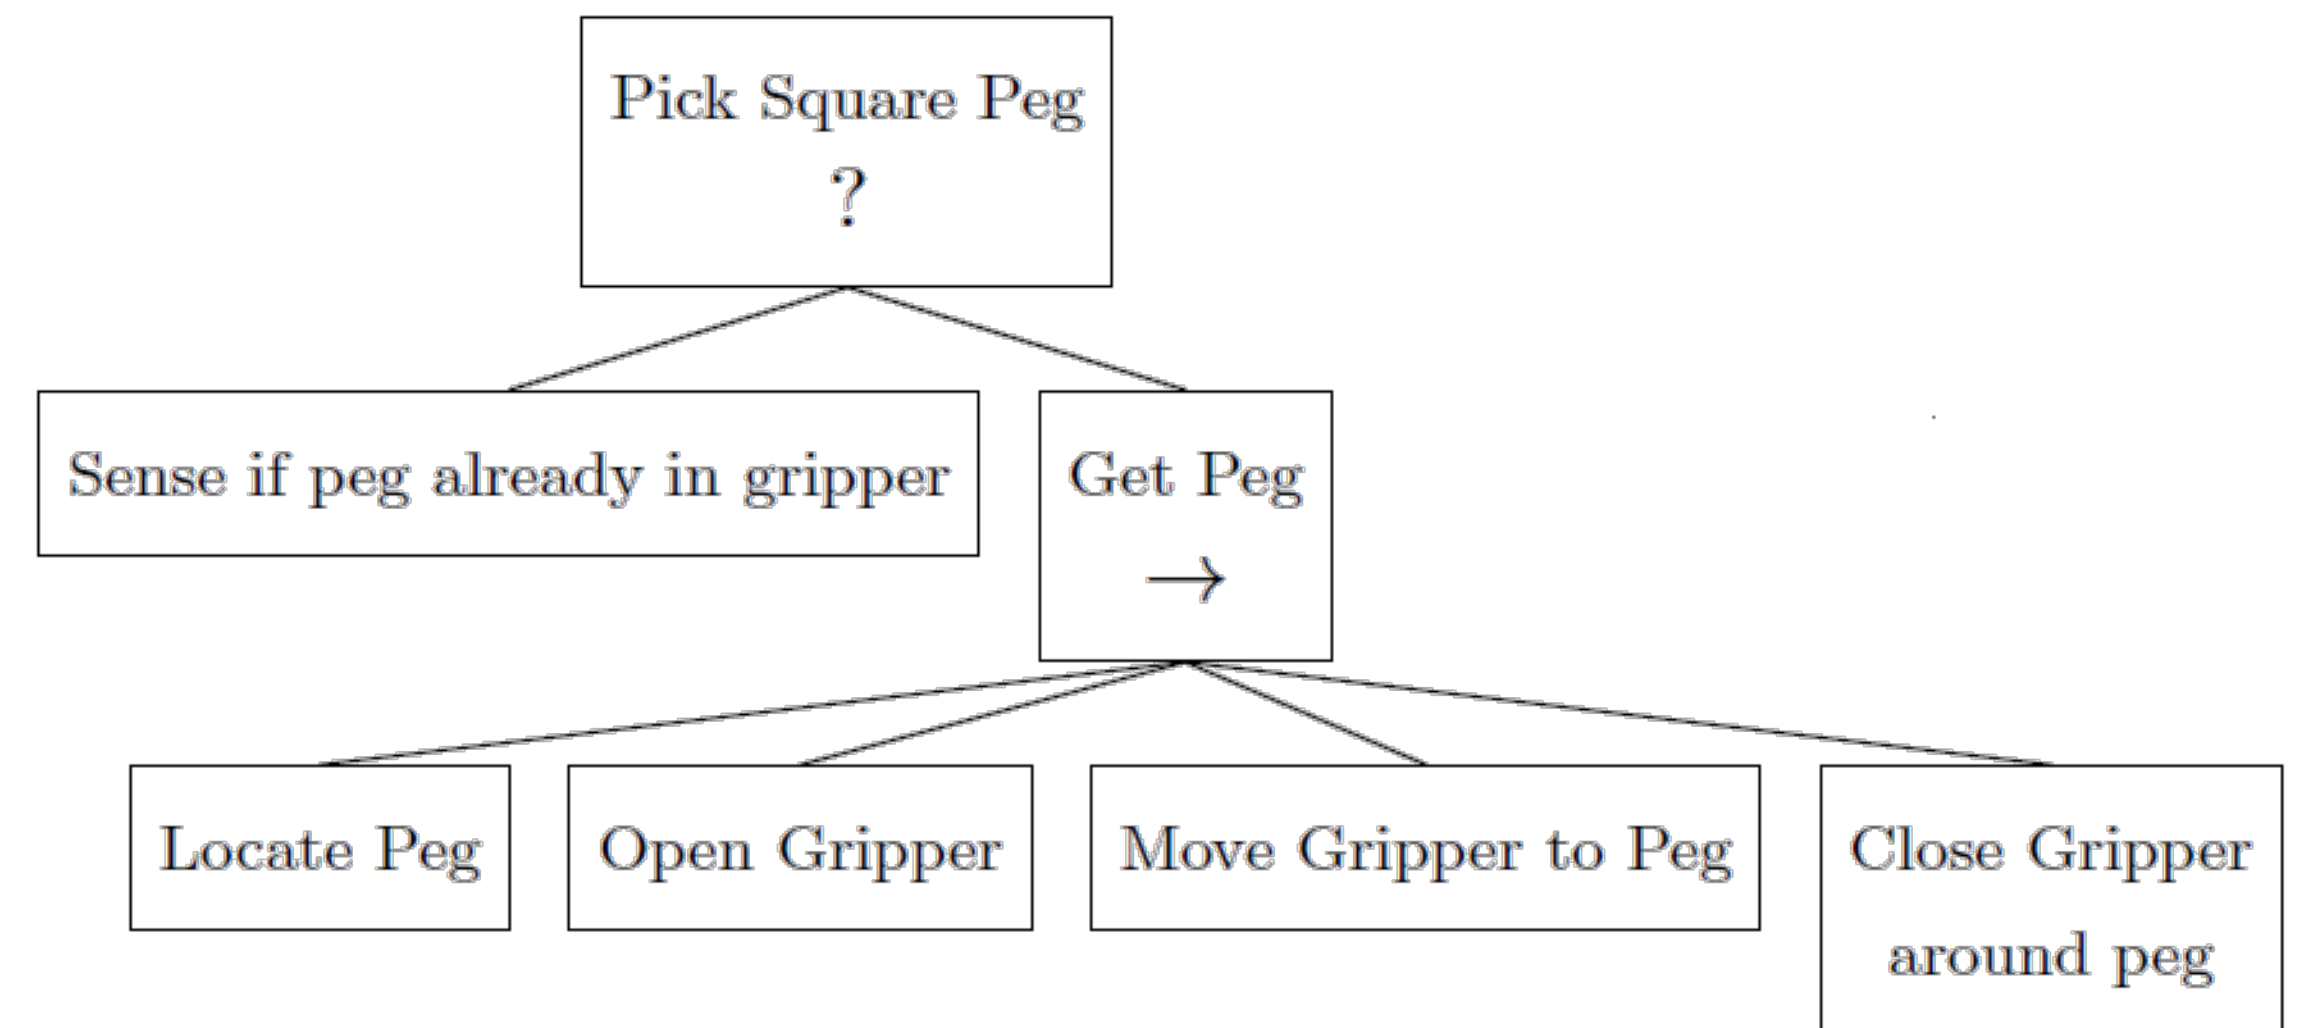 Pick Square Peg
?
Sense if peg already in gripper
Get Peg
→
Locate Peg
Open Gripper
Move Gripper to Peg
Close Gripper
around peg